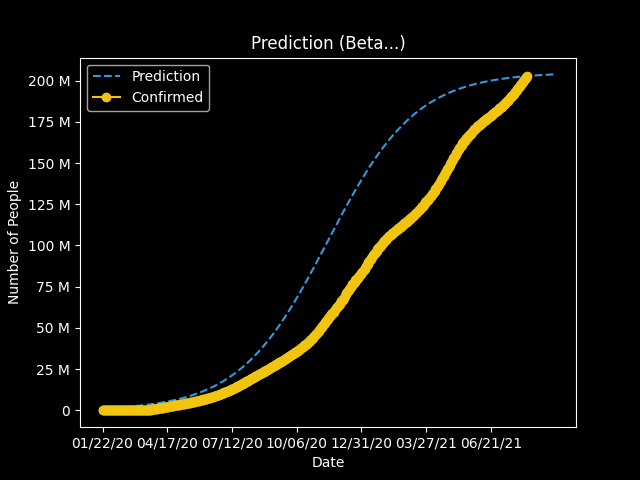 Prediction (Beta...)
Prediction
Confirmed
200 M
175 M
150 M
125 M
100 M
75 M
50 M
25 M
0
Number of People
01/22/20 04/17/20 07/12/20 10/06/20 12/31/20 03/27/21 06/21/21
Date